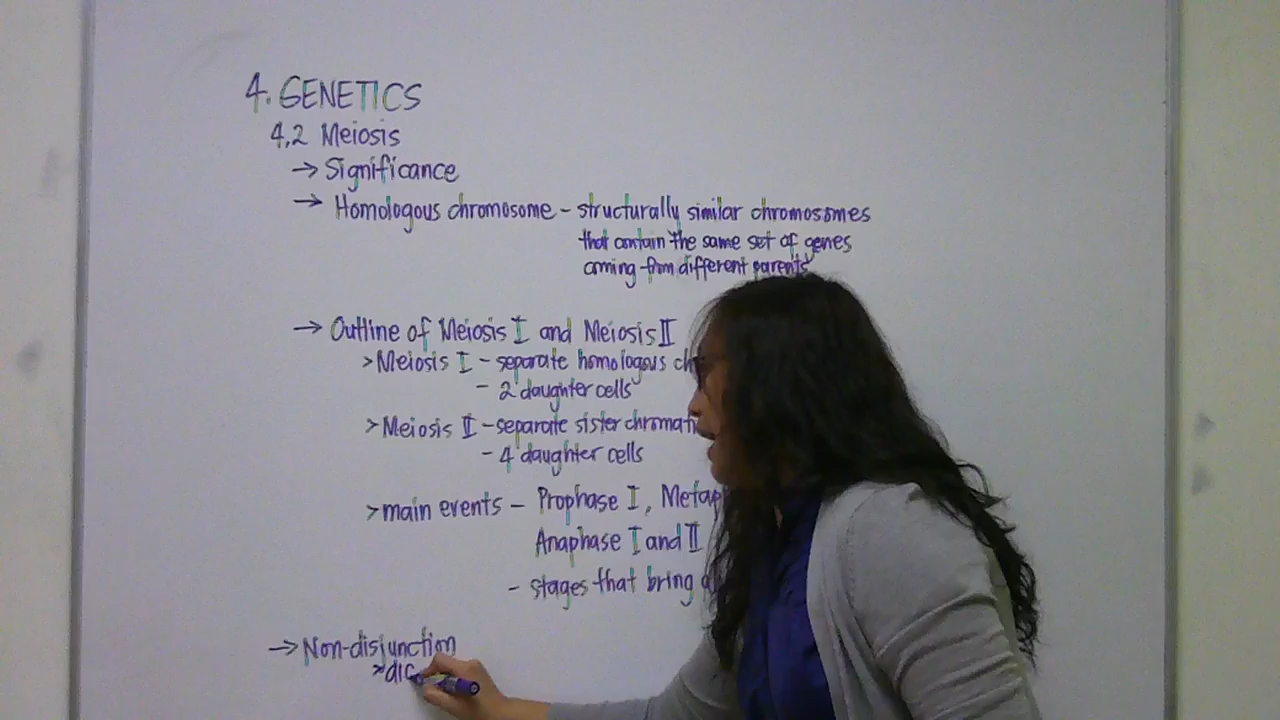 4. GENETICS
4.2 Meiosis
→ Significance
→ Homologous chromosome - structurally similar chromosomes
that contain the same set of genes
coming from different parents
→ Outline of Meiosis I and Meiosis II
> Meiosis I - separate homologous
- 2 daughter cells
> Meiosis II - separate sister
- 4 daughter cells
> main events - Prophase I,
Anaphase I and II
- stages that bring
→ Non-disjunction